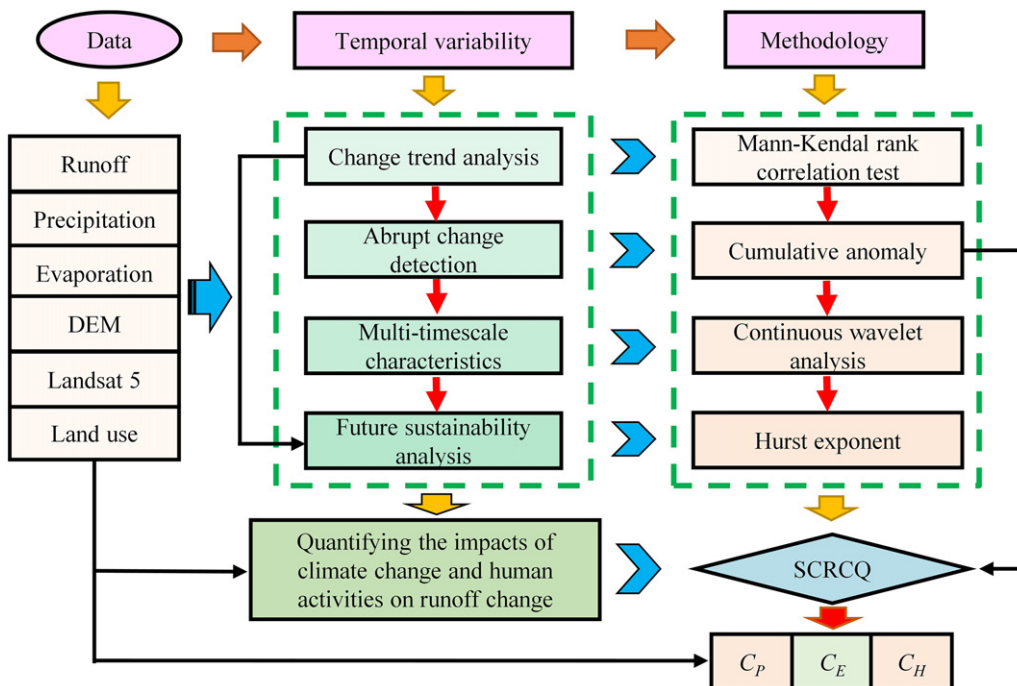 Data
Temporal variability
Methodology
Runoff
Precipitation
Evaporation
DEM
Landsat 5
Land use
Change trend analysis
Abrupt change
detection
Multi-timescale
characteristics
Future sustainability
analysis
Mann-Kendal rank
correlation test
Cumulative anomaly
Continuous wavelet
analysis
Hurst exponent
Quantifying the impacts of
climate change and human
activities on runoff change
SCRCQ
C_P
C_E
C_H